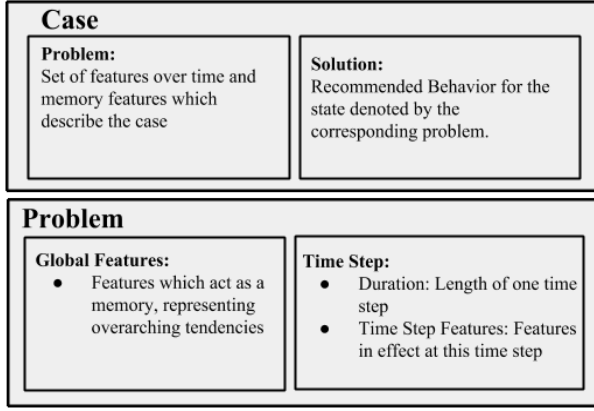 Case
Problem:
Set of features over time and
memory features which
describe the case
Solution:
Recommended Behavior for the
state denoted by the
corresponding problem.
Problem
Global Features:
● Features which act as a
memory, representing
overarching tendencies
Time Step:
● Duration: Length of one time
step
● Time Step Features: Features
in effect at this time step